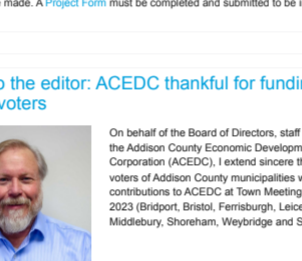 made. A Project Form must be completed and submitted to be i
the editor: ACEDC thankful for fundin
voters
On behalf of the Board of Directors, staff
the Addison County Economic Developm
Corporation (ACEDC), I extend sincere th
voters of Addison County municipalities w
contributions to ACEDC at Town Meeting
2023 (Bridport, Bristol, Ferrisburgh, Leice
Middlebury, Shoreham, Weybridge and S